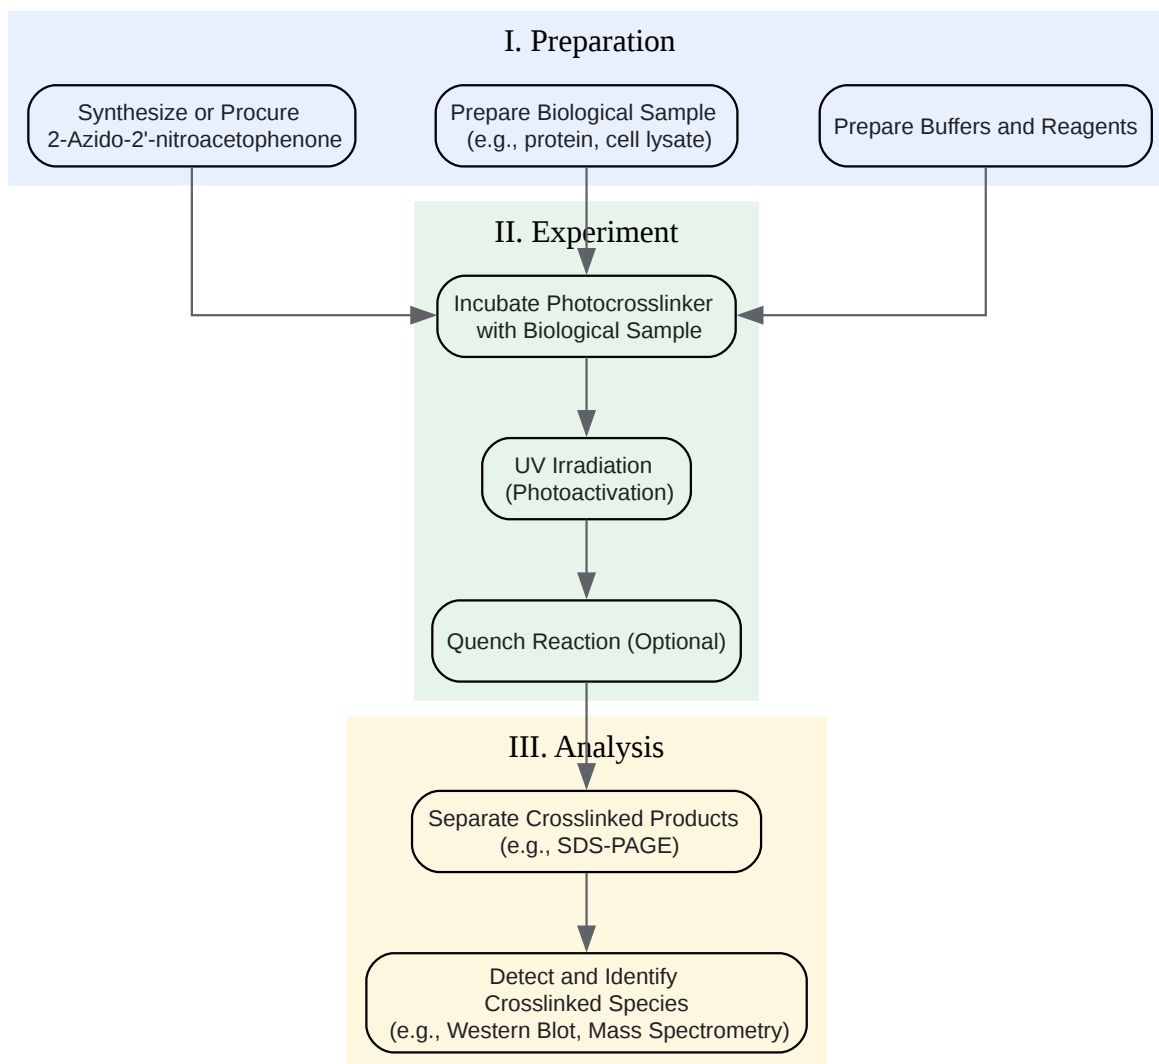 I. Preparation
Synthesize or Procure
2-Azido-2'-nitroacetophenone
Prepare Biological Sample
(e.g., protein, cell lysate)
Prepare Buffers and Reagents
II. Experiment
Incubate Photocrosslinker
with Biological Sample
UV Irradiation
(Photoactivation)
Quench Reaction (Optional)
III. Analysis
Separate Crosslinked Products
(e.g., SDS-PAGE)
Detect and Identify
Crosslinked Species
(e.g., Western Blot, Mass Spectrometry)